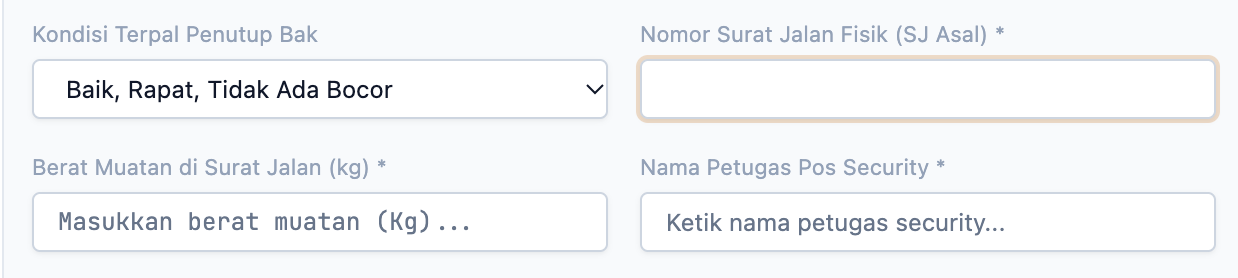 Kondisi Terpal Penutup Bak
Nomor Surat Jalan Fisik (SJ Asal) *
Baik, Rapat, Tidak Ada Bocor
Berat Muatan di Surat Jalan (kg) *
Nama Petugas Pos Security *
Masukkan berat muatan (Kg)...
Ketik nama petugas security...